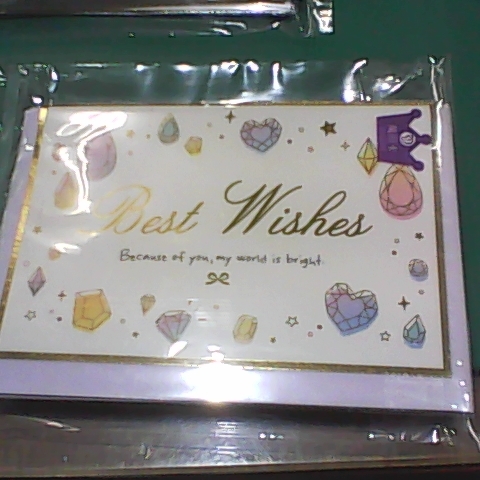 Best Wishes
Because of you, my world is bright.